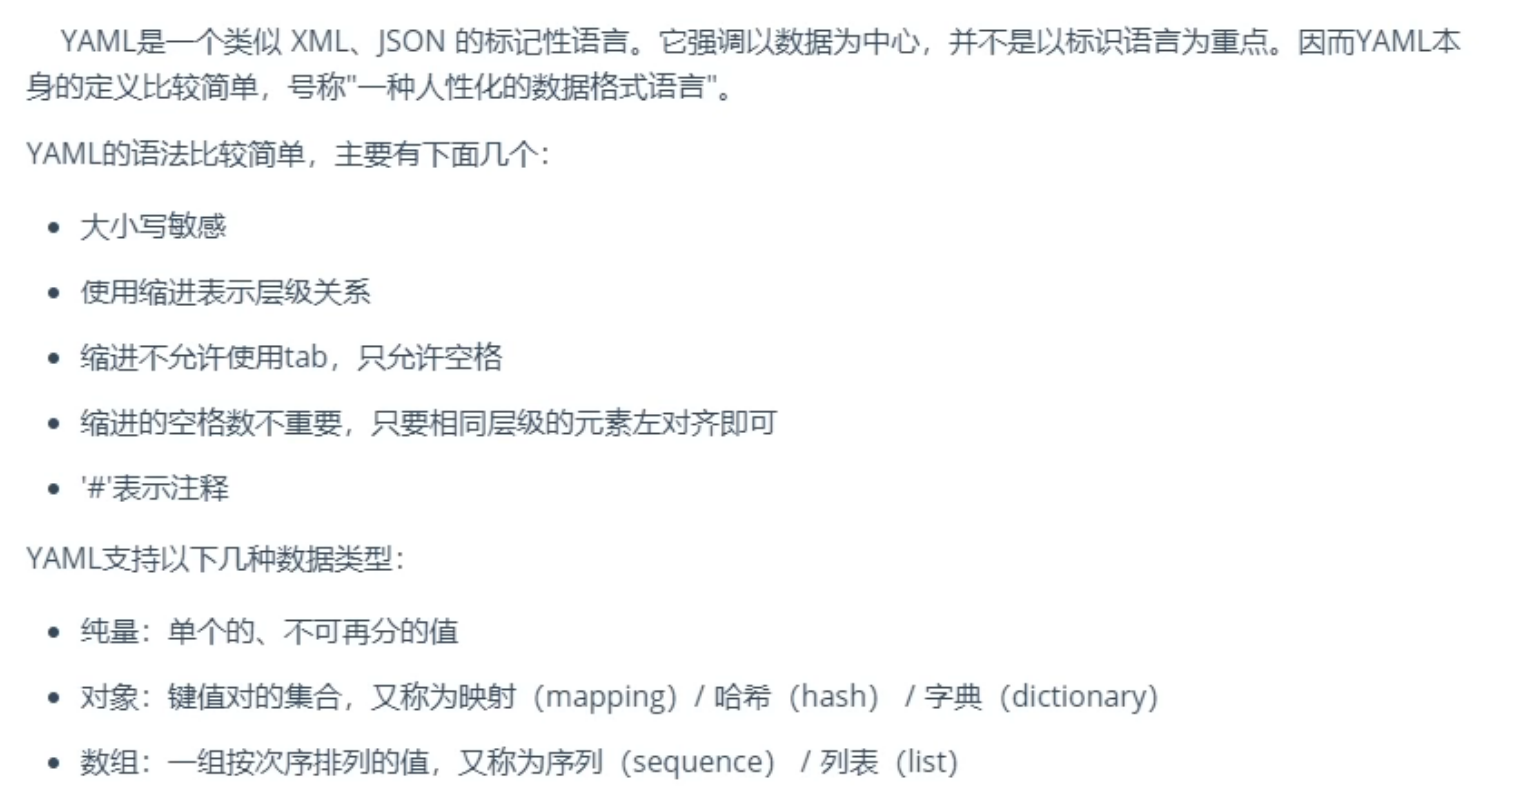 YAML是一个类似 XML、JSON 的标记性语言。它强调以数据为中心，并不是以标识语言为重点。因而YAML本
身的定义比较简单，号称"一种人性化的数据格式语言"。
YAML的语法比较简单，主要有下面几个：
• 大小写敏感
• 使用缩进表示层级关系
• 缩进不允许使用tab，只允许空格
• 缩进的空格数不重要，只要相同层级的元素左对齐即可
• '#'表示注释
YAML支持以下几种数据类型：
• 纯量：单个的、不可再分的值
• 对象：键值对的集合，又称为映射（mapping）/ 哈希（hash） / 字典（dictionary）
• 数组：一组按次序排列的值，又称为序列（sequence） / 列表（list）